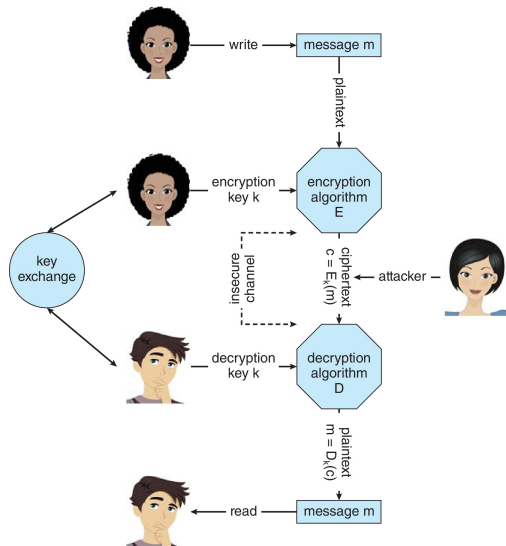 write
message m
plaintext
encryption
key k
encryption
algorithm
E
key
exchange
insecure
channel
ciphertext
c = Eₖ(m)
attacker
decryption
key k
decryption
algorithm
D
plaintext
m = Dₖ(c)
read
message m